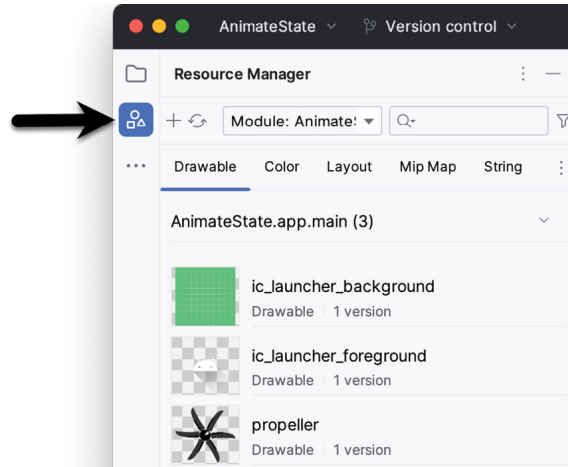 AnimateState Version control
Resource Manager
Module: Animate
Drawable Color Layout Mip Map String
AnimateState.app.main (3)
ic_launcher_background
Drawable 1 version
ic_launcher_foreground
Drawable 1 version
propeller
Drawable 1 version